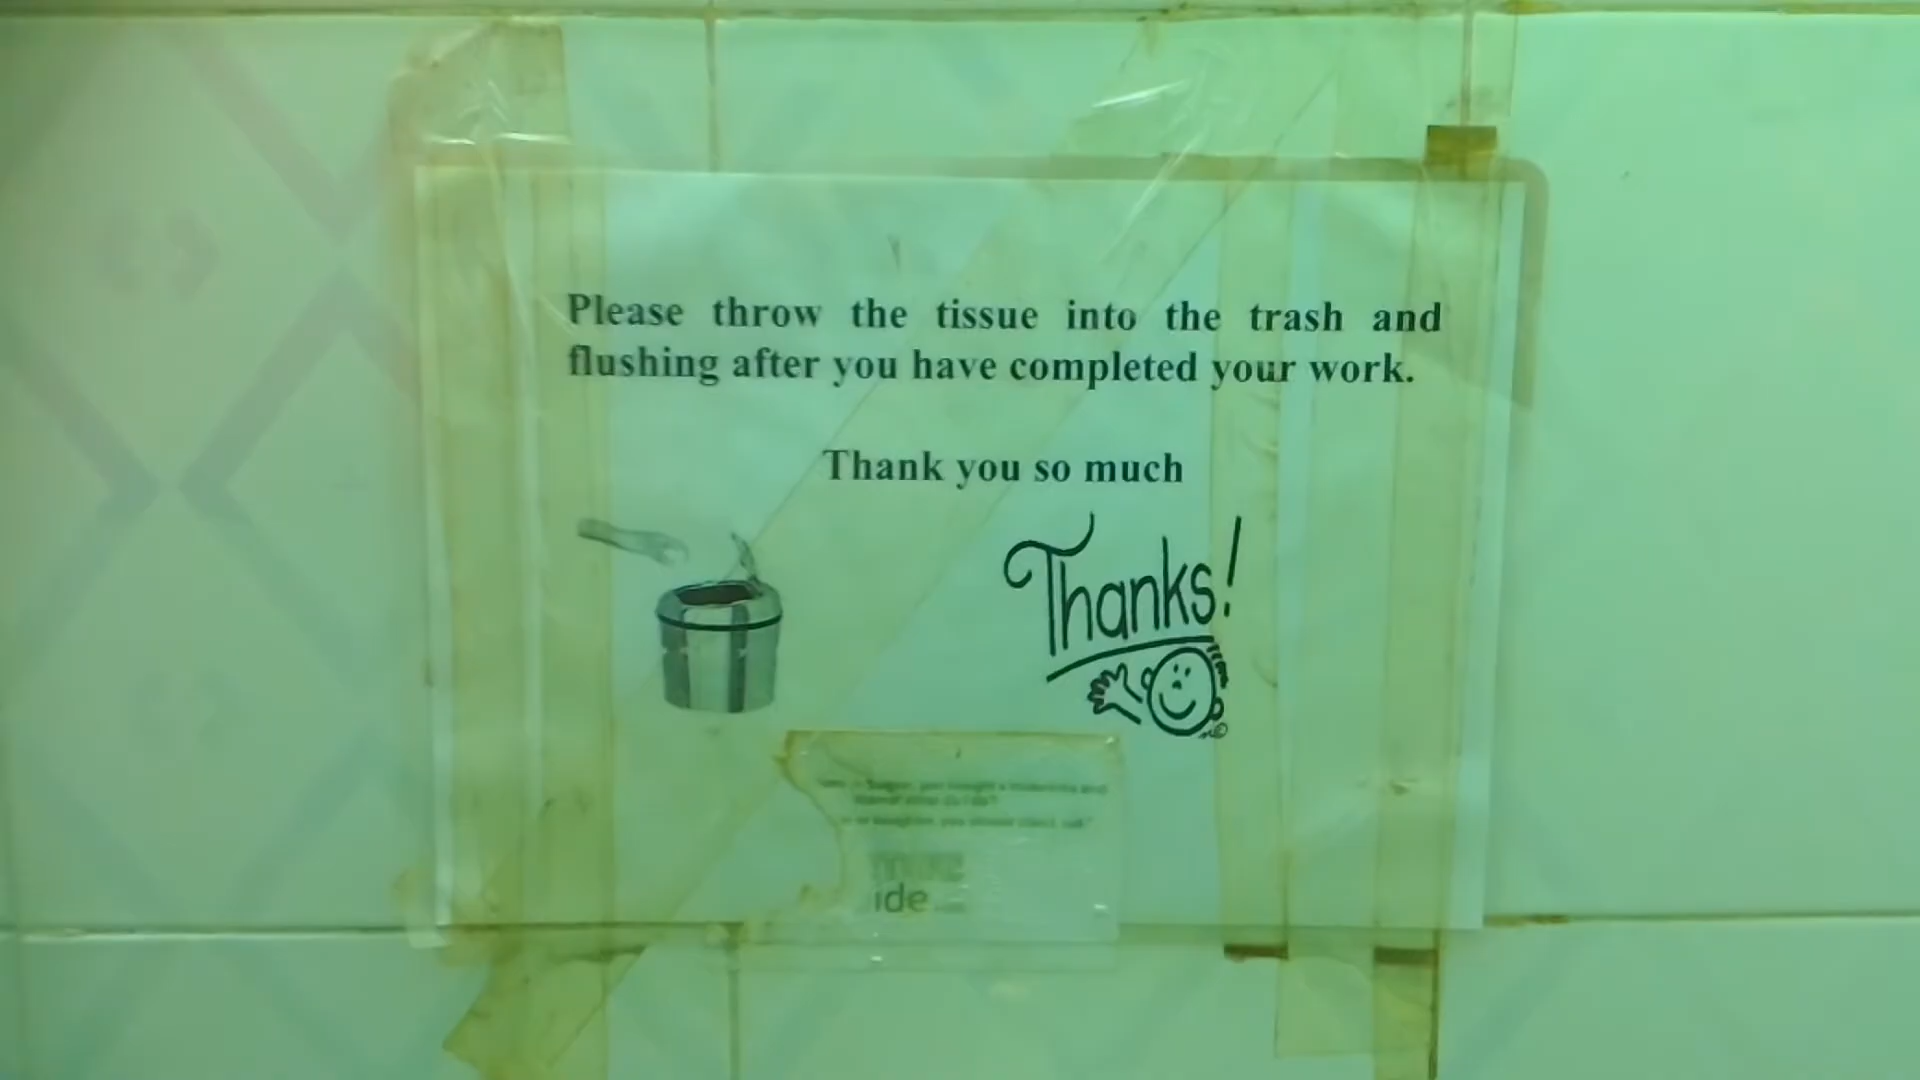 Please throw the tissue into the trash and
flushing after you have completed your work.
Thank you so much
Thanks!
ide